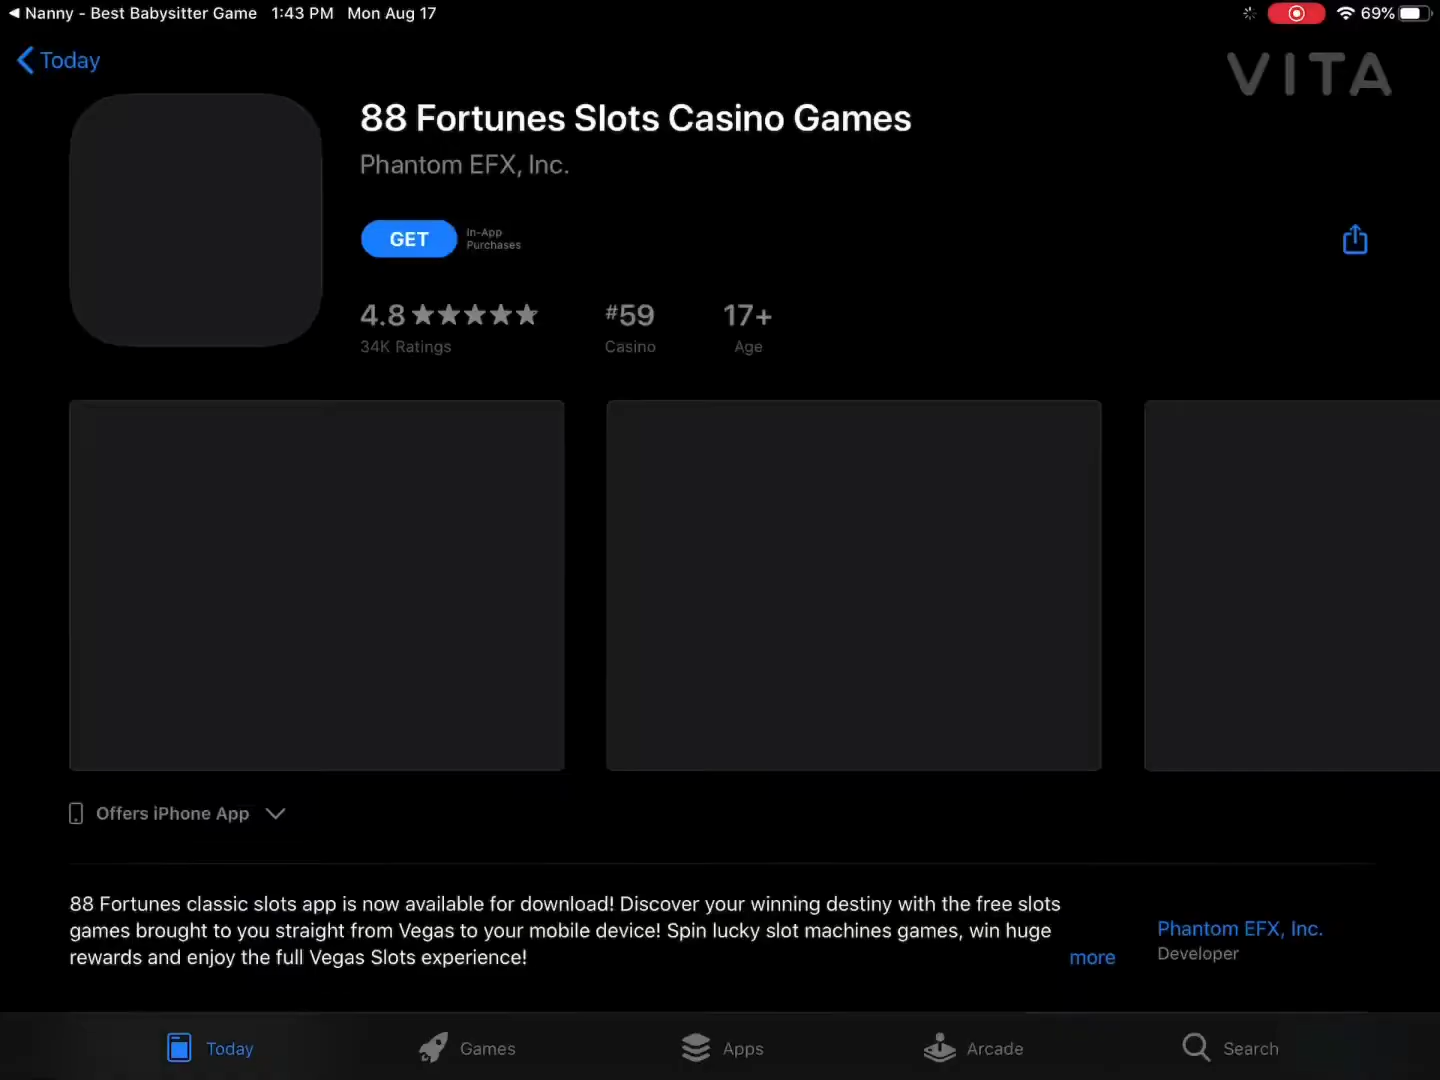 ◀ Nanny - Best Babysitter Game 1:43 PM Mon Aug 17 69%
Today
VITA
88 Fortunes Slots Casino Games
Phantom EFX, Inc.
GET
In-App
Purchases
4.8 #59 17+
34K Ratings Casino Age
Offers iPhone App
88 Fortunes classic slots app is now available for download! Discover your winning destiny with the free slots
games brought to you straight from Vegas to your mobile device! Spin lucky slot machines games, win huge
rewards and enjoy the full Vegas Slots experience!
more
Phantom EFX, Inc.
Developer
Today Games Apps Arcade Search